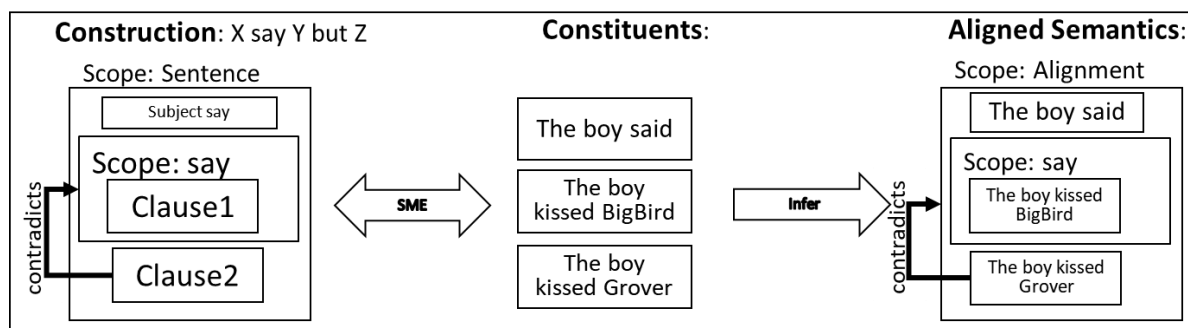 Construction: X say Y but Z
Scope: Sentence
Subject say
Scope: say
Clause1
Clause2
contradicts
SME
Constituents:
The boy said
The boy
kissed BigBird
The boy
kissed Grover
Infer
Aligned Semantics:
Scope: Alignment
The boy said
Scope: say
The boy kissed
BigBird
The boy kissed
Grover
contradicts